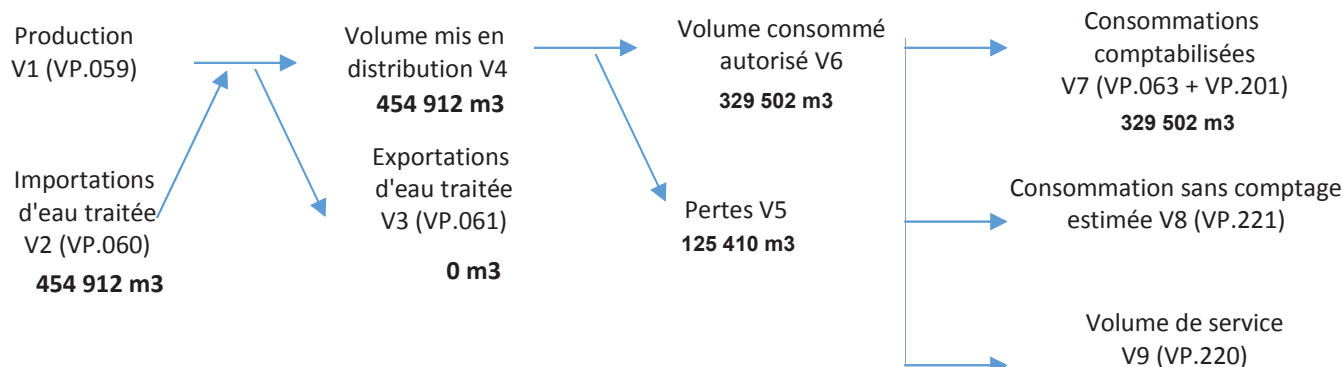 Production
V1 (VP.059)
Importations
d'eau traitée
V2 (VP.060)
454 912 m3
Volume mis en
distribution V4
454 912 m3
Exportations
d'eau traitée
V3 (VP.061)
0 m3
Volume consommé
autorisé V6
329 502 m3
Pertes V5
125 410 m3
Consommations
comptabilisées
V7 (VP.063 + VP.201)
329 502 m3
Consommation sans comptage
estimée V8 (VP.221)
Volume de service
V9 (VP.220)